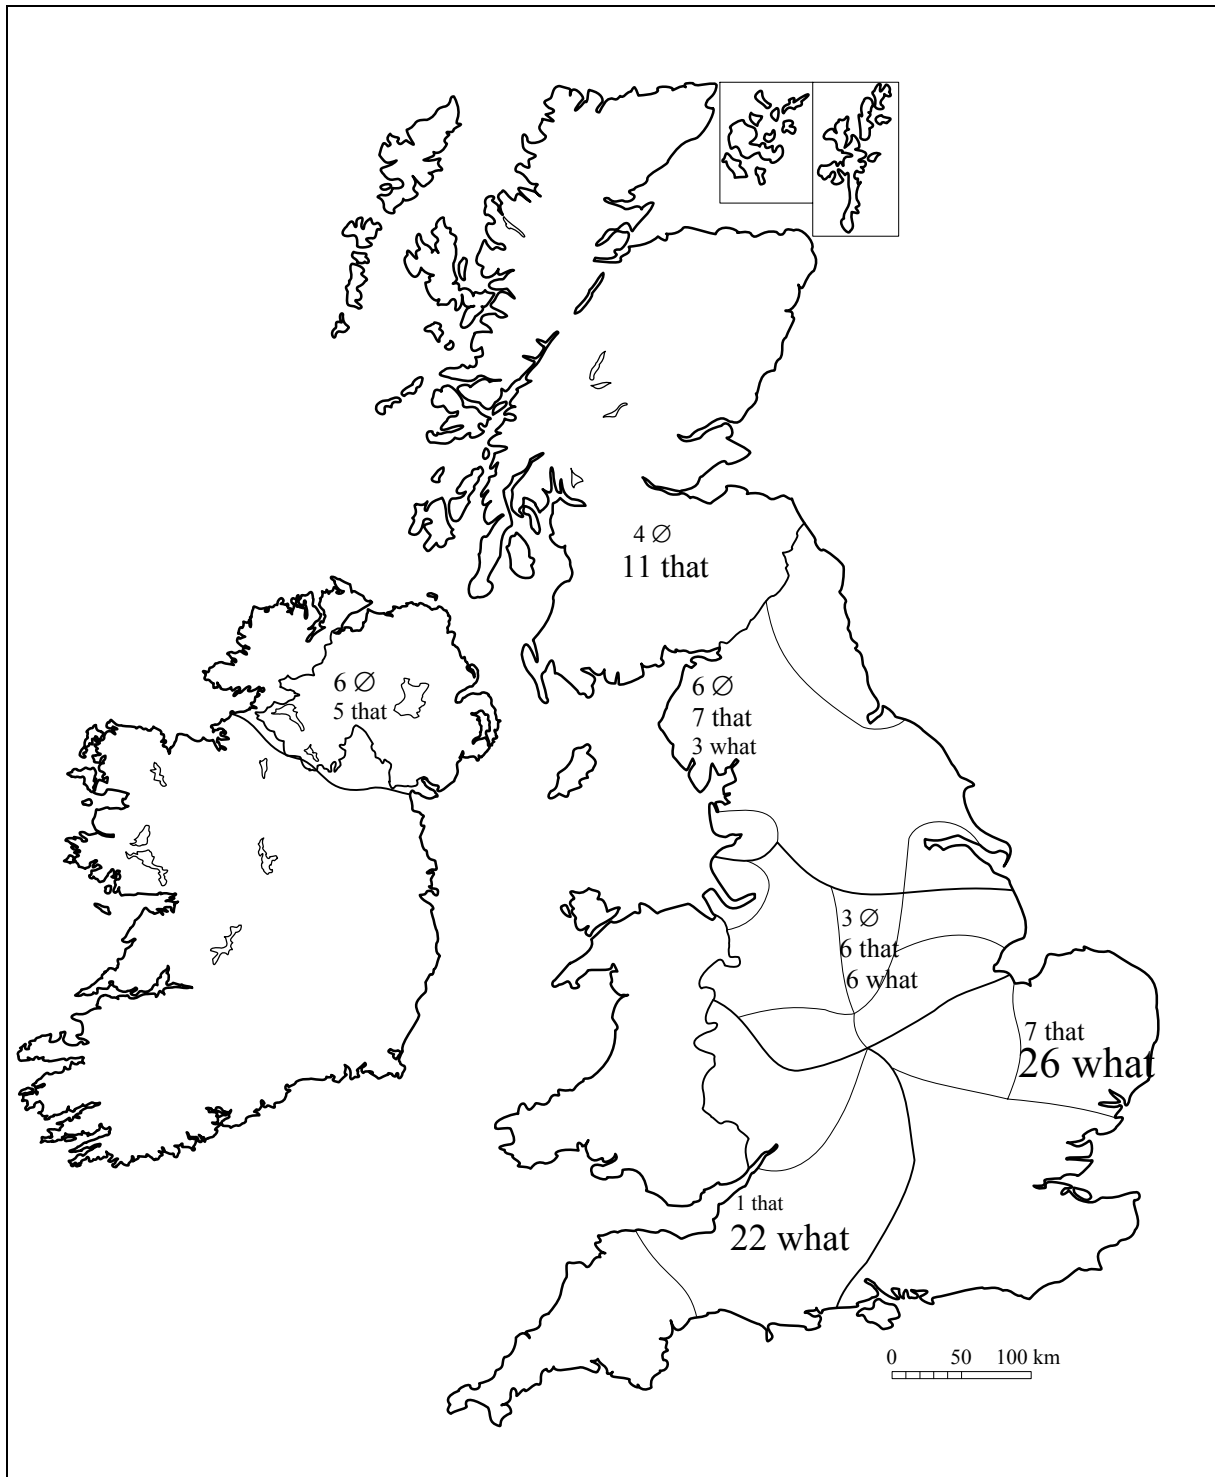 4 ∅
11 that
6 ∅
5 that
6 ∅
7 that
3 what
3 ∅
6 that
6 what
7 that
26 what
1 that
22 what
0 50 100 km